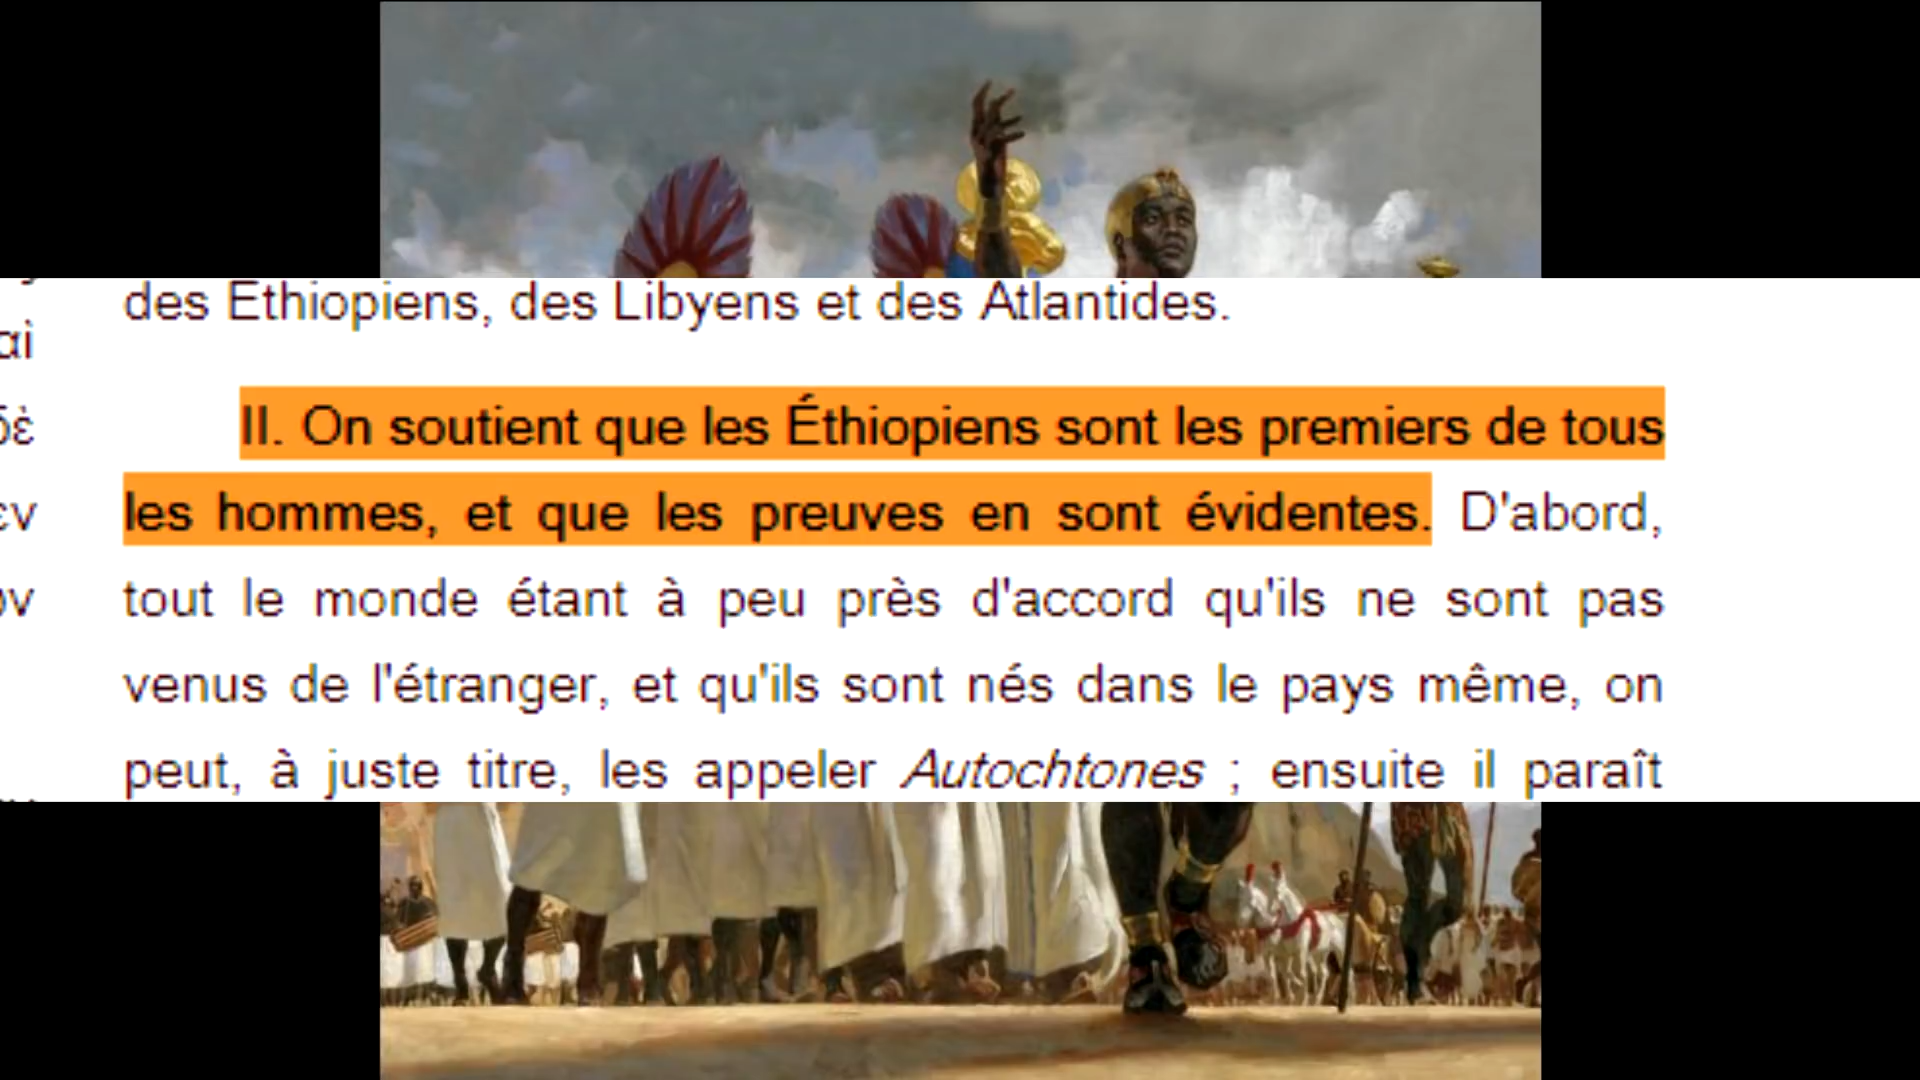 des Ethiopiens, des Libyens et des Atlantides.
αὶ
δὲ
II. On soutient que les Éthiopiens sont les premiers de tous
εν
les hommes, et que les preuves en sont évidentes. D'abord,
tout le monde étant à peu près d'accord qu'ils ne sont pas
venus de l'étranger, et qu'ils sont nés dans le pays même, on
peut, à juste titre, les appeler Autochtones ; ensuite il paraît